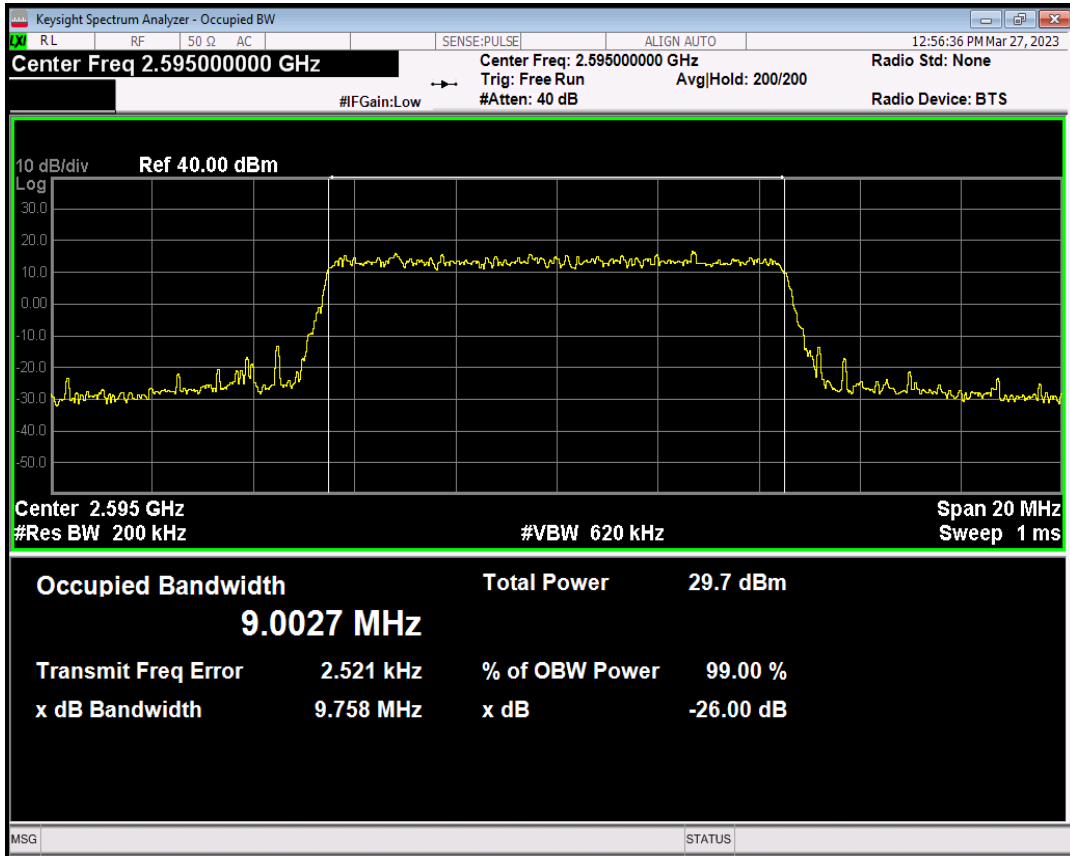 Keysight Spectrum Analyzer - Occupied BW
LXI RL RF 50 Ω AC SENSE:PULSE ALIGN AUTO 12:56:36 PM Mar 27, 2023
Center Freq 2.595000000 GHz Center Freq: 2.595000000 GHz Radio Std: None
Trig: Free Run Avg|Hold: 200/200
#IFGain:Low #Atten: 40 dB Radio Device: BTS
10 dB/div Ref 40.00 dBm
Log
30.0
20.0
10.0
0.00
-10.0
-20.0
-30.0
-40.0
-50.0
Center 2.595 GHz Span 20 MHz
#Res BW 200 kHz #VBW 620 kHz Sweep 1 ms
Occupied Bandwidth Total Power 29.7 dBm
9.0027 MHz
Transmit Freq Error 2.521 kHz % of OBW Power 99.00 %
x dB Bandwidth 9.758 MHz x dB -26.00 dB
MSG STATUS